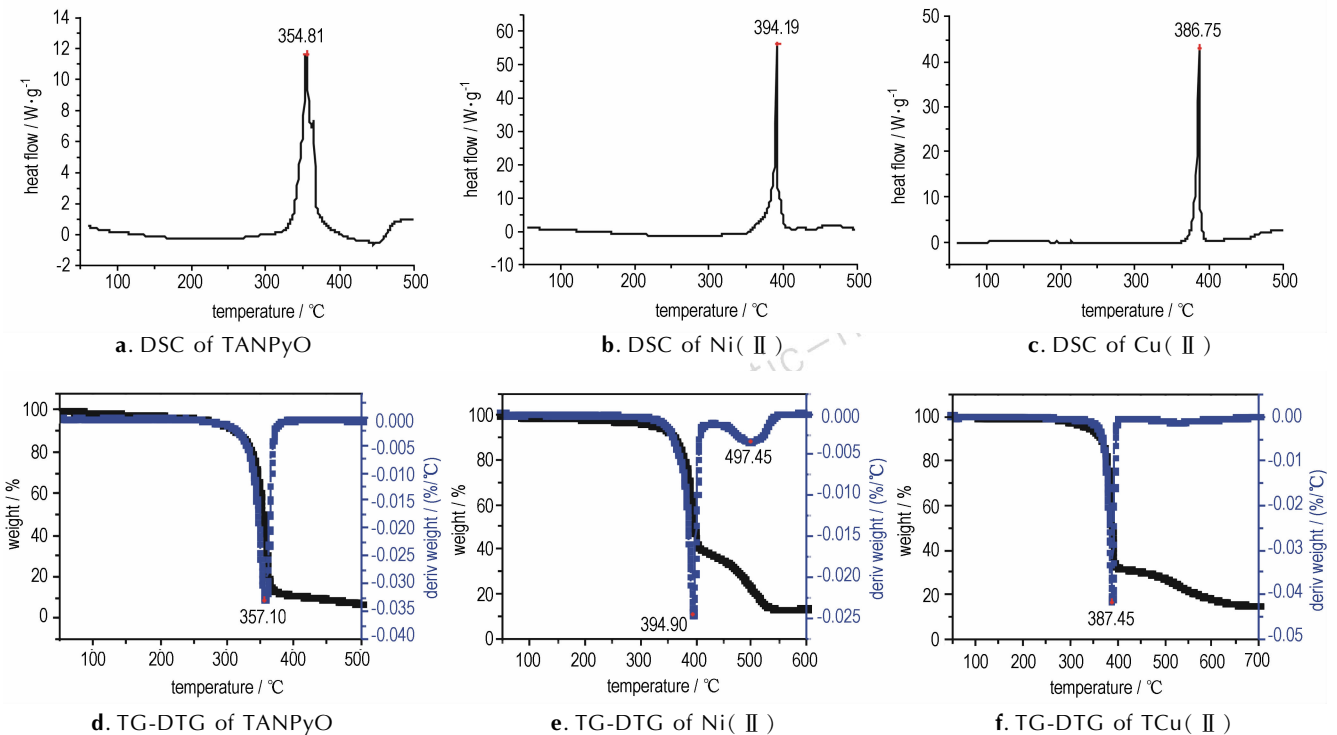 14
12
10
8
6
4
2
0
-2
heat flow / W·g⁻¹
354.81
100 200 300 400 500
temperature / ℃
a. DSC of TANPyO
60
50
40
30
20
10
0
-10
heat flow / W·g⁻¹
394.19
100 200 300 400 500
temperature / ℃
b. DSC of Ni(Ⅱ)
50
40
30
20
10
0
heat flow / W·g⁻¹
386.75
100 200 300 400 500
temperature / ℃
c. DSC of Cu(Ⅱ)
100
80
60
40
20
0
weight / %
357.10
0.000
-0.005
-0.010
-0.015
-0.020
-0.025
-0.030
-0.035
-0.040
deriv weight / (%/℃)
100 200 300 400 500
temperature / ℃
d. TG-DTG of TANPyO
100
80
60
40
20
0
weight / %
394.90
497.45
0.000
-0.005
-0.010
-0.015
-0.020
-0.025
deriv weight / (%/℃)
100 200 300 400 500 600
temperature / ℃
e. TG-DTG of Ni(Ⅱ)
100
80
60
40
20
0
weight / %
387.45
0.00
-0.01
-0.02
-0.03
-0.04
-0.05
deriv weight / (%/℃)
100 200 300 400 500 600 700
temperature / ℃
f. TG-DTG of TCu(Ⅱ)